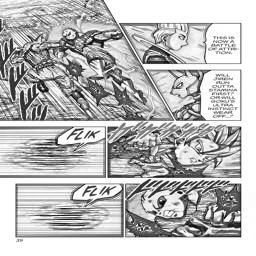 THIS IS
NOW A
BATTLE
OF ATTRI-
TION.
WILL
JIREN
RUN
OUTTA
STAMINA
FIRST?
OR WILL
GOKU'S
ULTRA
INSTINCT
WEAR
OFF...?
FLIK
FLIK